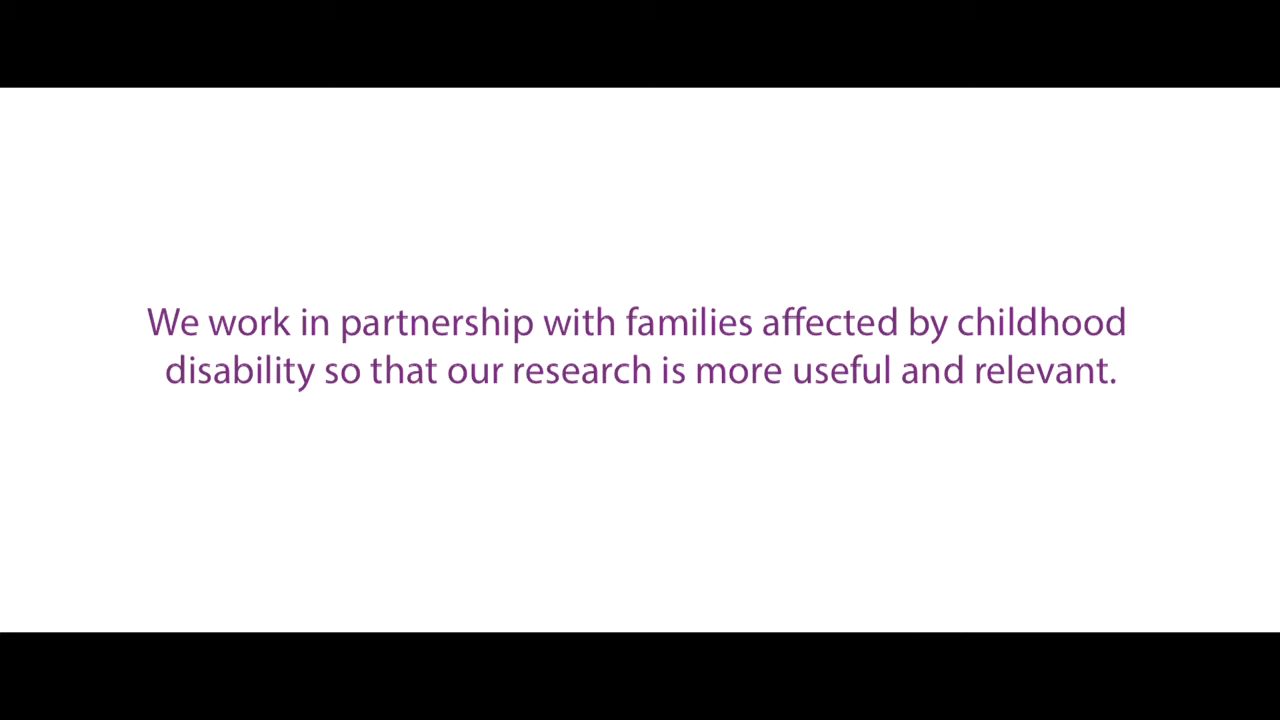 We work in partnership with families affected by childhood
disability so that our research is more useful and relevant.